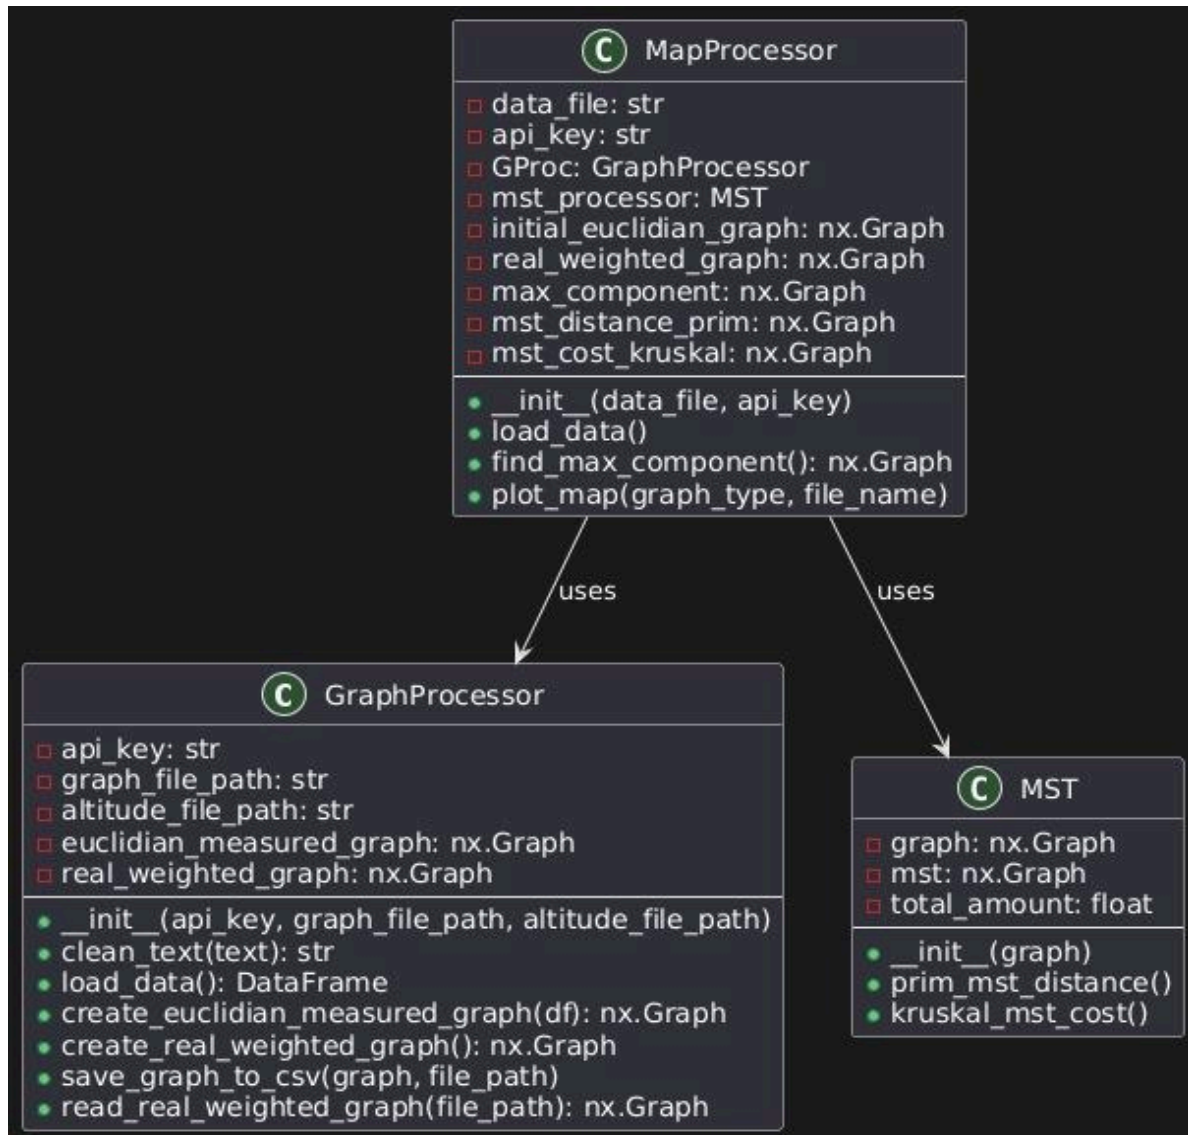 C MapProcessor
data_file: str
api_key: str
GProc: GraphProcessor
mst_processor: MST
initial_euclidian_graph: nx.Graph
real_weighted_graph: nx.Graph
max_component: nx.Graph
mst_distance_prim: nx.Graph
mst_cost_kruskal: nx.Graph
__init__(data_file, api_key)
load_data()
find_max_component(): nx.Graph
plot_map(graph_type, file_name)
uses
uses
C GraphProcessor
api_key: str
graph_file_path: str
altitude_file_path: str
euclidian_measured_graph: nx.Graph
real_weighted_graph: nx.Graph
__init__(api_key, graph_file_path, altitude_file_path)
clean_text(text): str
load_data(): DataFrame
create_euclidian_measured_graph(df): nx.Graph
create_real_weighted_graph(): nx.Graph
save_graph_to_csv(graph, file_path)
read_real_weighted_graph(file_path): nx.Graph
C MST
graph: nx.Graph
mst: nx.Graph
total_amount: float
__init__(graph)
prim_mst_distance()
kruskal_mst_cost()